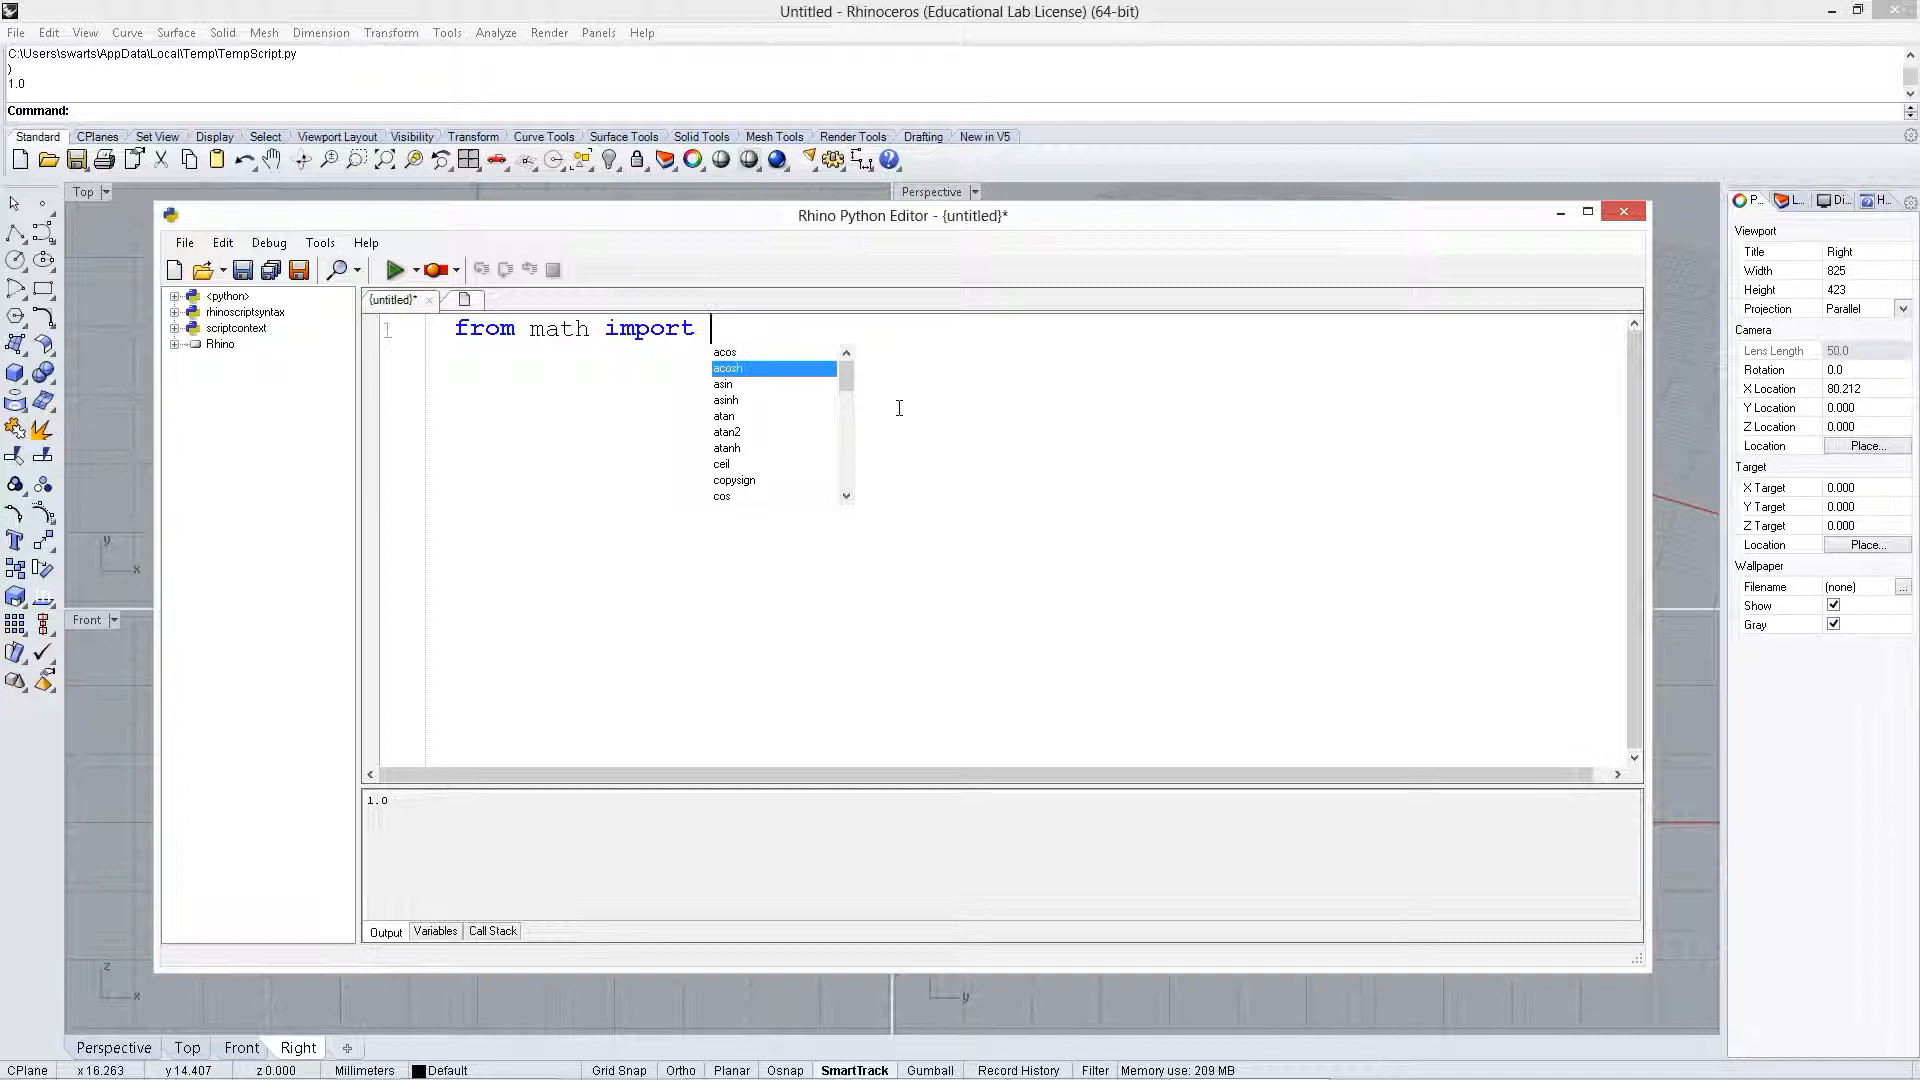 Untitled - Rhinoceros (Educational Lab License) (64-bit)
File Edit View Curve Surface Solid Mesh Dimension Transform Tools Analyze Render Panels Help
C:\Users\swarts\AppData\Local\Temp\TempScript.py
)
1.0
Command:
Standard CPlanes Set View Display Select Viewport Layout Visibility Transform Curve Tools Surface Tools Solid Tools Mesh Tools Render Tools Drafting New in V5
Top
Perspective
P... L... Di... H...
Rhino Python Editor - {untitled}*
File Edit Debug Tools Help
<python>
rhinoscriptsyntax
scriptcontext
Rhino
{untitled}*
1 from math import
acos
acosh
asin
asinh
atan
atan2
atanh
ceil
copysign
cos
1.0
Output Variables Call Stack
Viewport
Title Right
Width 825
Height 423
Projection Parallel
Camera
Lens Length 50.0
Rotation 0.0
X Location 80.212
Y Location 0.000
Z Location 0.000
Location Place...
Target
X Target 0.000
Y Target 0.000
Z Target 0.000
Location Place...
Wallpaper
Filename (none) ...
Show
Gray
y
x
Front
z
x
y
Perspective Top Front Right
CPlane x 16.263 y 14.407 z 0.000 Millimeters Default Grid Snap Ortho Planar Osnap SmartTrack Gumball Record History Filter Memory use: 209 MB